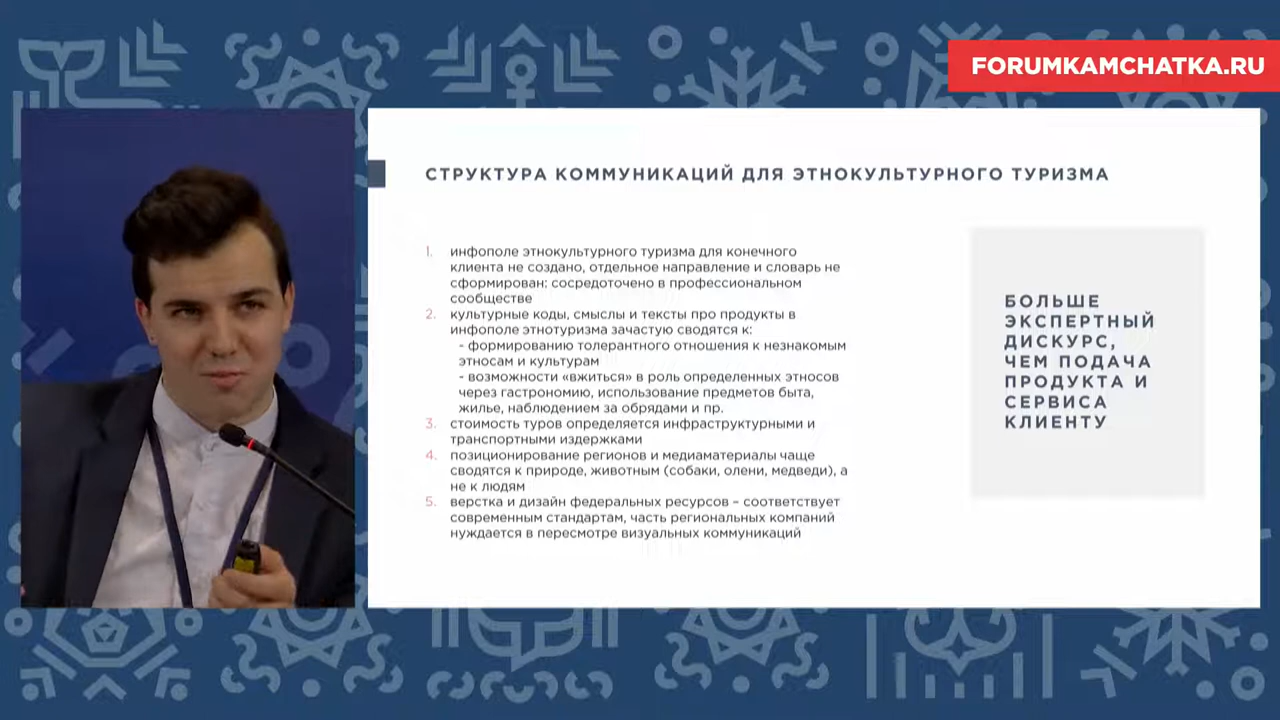 FORUMKAMCHATKA.RU
СТРУКТУРА КОММУНИКАЦИЙ ДЛЯ ЭТНОКУЛЬТУРНОГО ТУРИЗМА
1. инфополе этнокультурного туризма для конечного
клиента не создано, отдельное направление и словарь не
сформирован: сосредоточено в профессиональном
сообществе
2. культурные коды, смыслы и тексты про продукты в
инфополе этнотуризма зачастую сводятся к:
- формированию толерантного отношения к незнакомым
этносам и культурам
- возможности «вжиться» в роль определенных этносов
через гастрономию, использование предметов быта,
жилье, наблюдением за обрядами и пр.
3. стоимость туров определяется инфраструктурными и
транспортными издержками
4. позиционирование регионов и медиаматериалы чаще
сводятся к природе, животным (собаки, олени, медведи), а
не к людям
5. верстка и дизайн федеральных ресурсов – соответствует
современным стандартам, часть региональных компаний
нуждается в пересмотре визуальных коммуникаций
БОЛЬШЕ
ЭКСПЕРТНЫЙ
ДИСКУРС,
ЧЕМ ПОДАЧА
ПРОДУКТА И
СЕРВИСА
КЛИЕНТУ